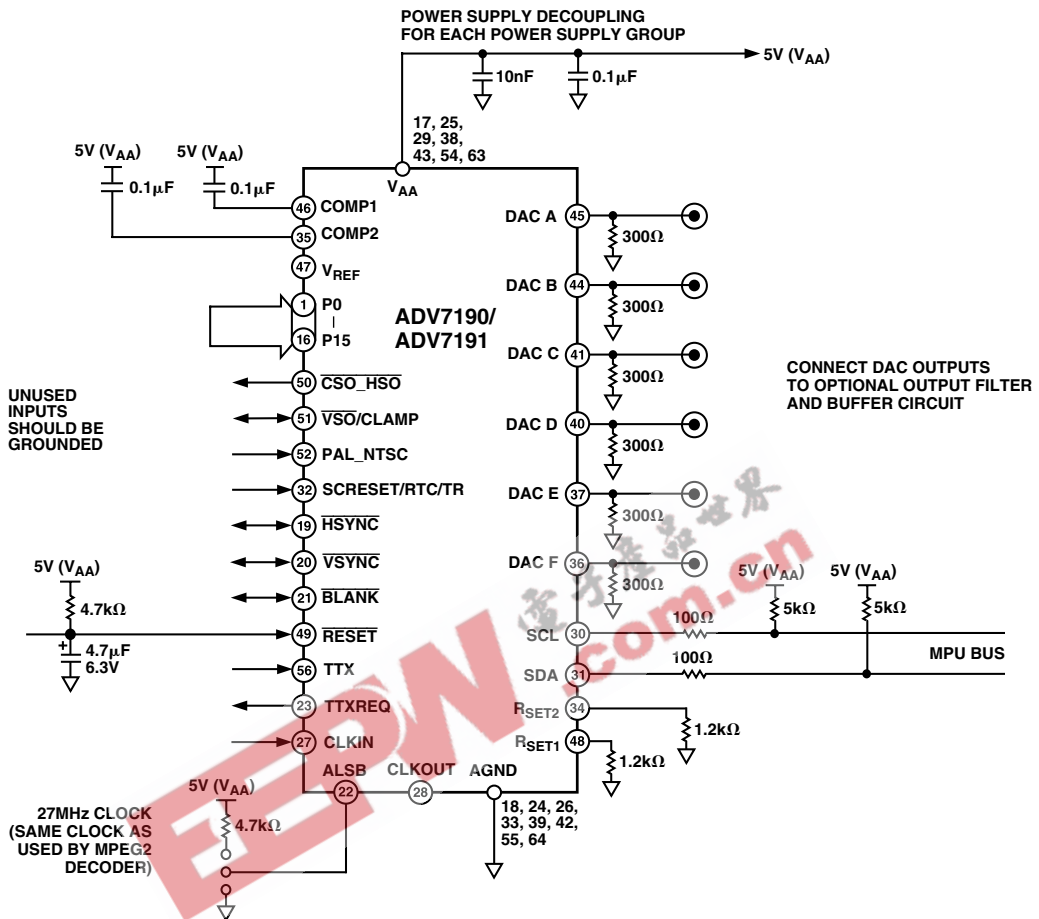 POWER SUPPLY DECOUPLING
FOR EACH POWER SUPPLY GROUP
5V (VAA)
10nF
0.1µF
17, 25,
29, 38,
43, 54, 63
VAA
5V (VAA)
5V (VAA)
0.1µF
0.1µF
46 COMP1
35 COMP2
47 VREF
1 P0
16 P15
ADV7190/
ADV7191
50 CSO_HSO
51 VSO/CLAMP
52 PAL_NTSC
32 SCRESET/RTC/TR
19 HSYNC
20 VSYNC
21 BLANK
49 RESET
56 TTX
23 TTXREQ
27 CLKIN
UNUSED
INPUTS
SHOULD BE
GROUNDED
5V (VAA)
4.7kΩ
+
4.7µF
6.3V
DAC A 45
300Ω
DAC B 44
300Ω
DAC C 41
300Ω
DAC D 40
300Ω
DAC E 37
300Ω
DAC F 36
300Ω
CONNECT DAC OUTPUTS
TO OPTIONAL OUTPUT FILTER
AND BUFFER CIRCUIT
5V (VAA)
5V (VAA)
5kΩ
5kΩ
SCL 30
100Ω
SDA 31
100Ω
MPU BUS
RSET2 34
1.2kΩ
RSET1 48
1.2kΩ
ALSB
22
CLKOUT
28
AGND
18, 24, 26,
33, 39, 42,
55, 64
5V (VAA)
4.7kΩ
27MHz CLOCK
(SAME CLOCK AS
USED BY MPEG2
DECODER)
電子產品世界
EEPW
.com.cn